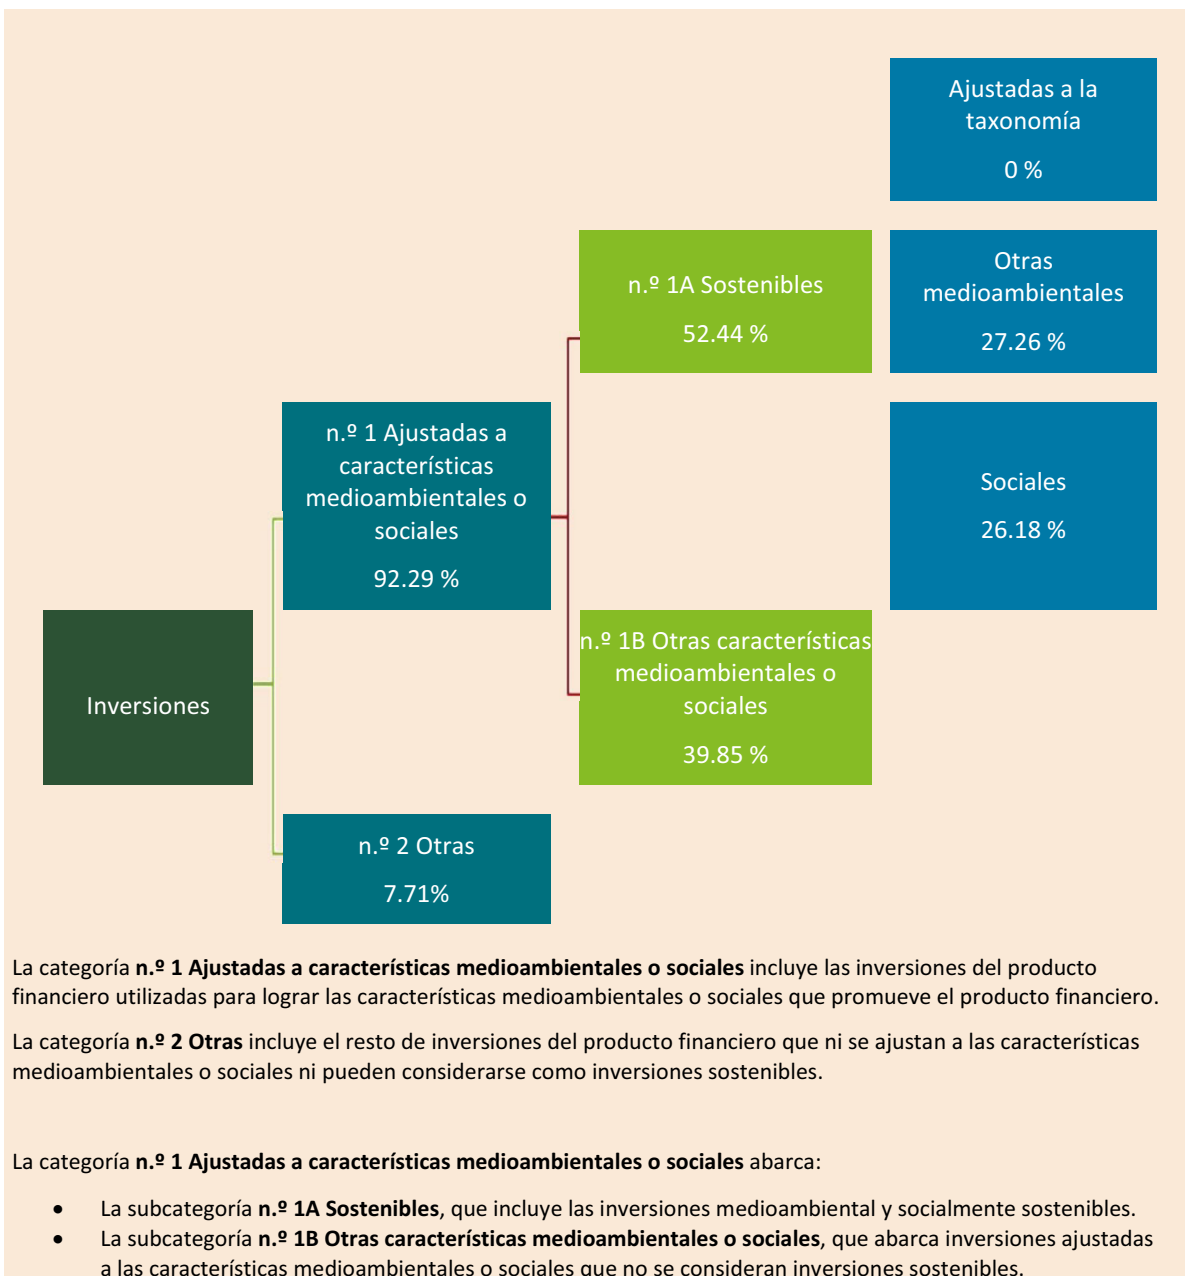 Ajustadas a la
taxonomía
0 %
n.º 1A Sostenibles
52.44 %
Otras
medioambientales
27.26 %
n.º 1 Ajustadas a
características
medioambientales o
sociales
92.29 %
Sociales
26.18 %
Inversiones
n.º 1B Otras características
medioambientales o
sociales
39.85 %
n.º 2 Otras
7.71%
La categoría n.º 1 Ajustadas a características medioambientales o sociales incluye las inversiones del producto
financiero utilizadas para lograr las características medioambientales o sociales que promueve el producto financiero.
La categoría n.º 2 Otras incluye el resto de inversiones del producto financiero que ni se ajustan a las características
medioambientales o sociales ni pueden considerarse como inversiones sostenibles.
La categoría n.º 1 Ajustadas a características medioambientales o sociales abarca:
• La subcategoría n.º 1A Sostenibles, que incluye las inversiones medioambiental y socialmente sostenibles.
• La subcategoría n.º 1B Otras características medioambientales o sociales, que abarca inversiones ajustadas
a las características medioambientales o sociales que no se consideran inversiones sostenibles.